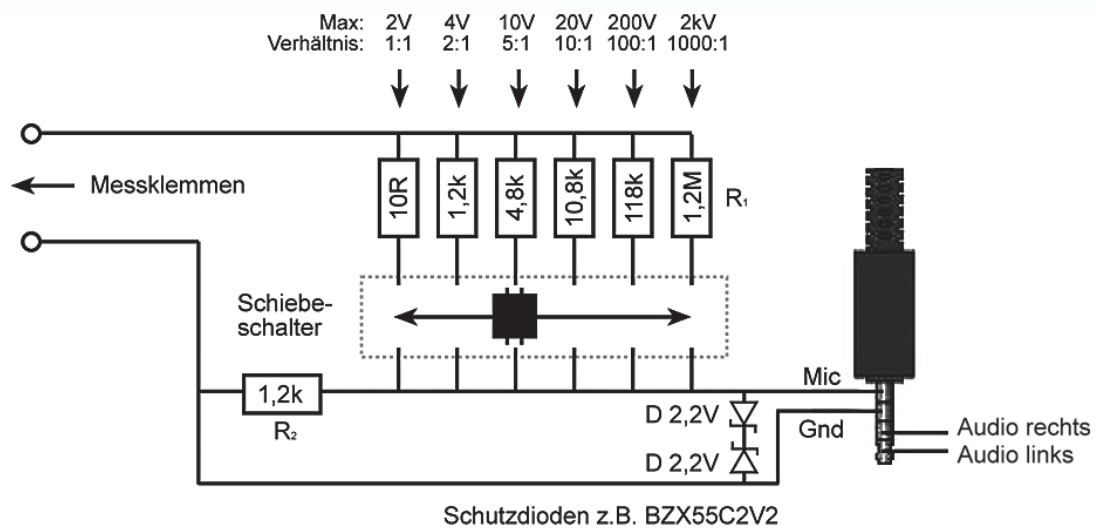 Max: 2V 4V 10V 20V 200V 2kV
Verhältnis: 1:1 2:1 5:1 10:1 100:1 1000:1
Messklemmen
10R 1,2k 4,8k 10,8k 118k 1,2M R₁
Schiebe-
schalter
1,2k
R₂
Mic
D 2,2V
Gnd
D 2,2V
Audio rechts
Audio links
Schutzdioden z.B. BZX55C2V2